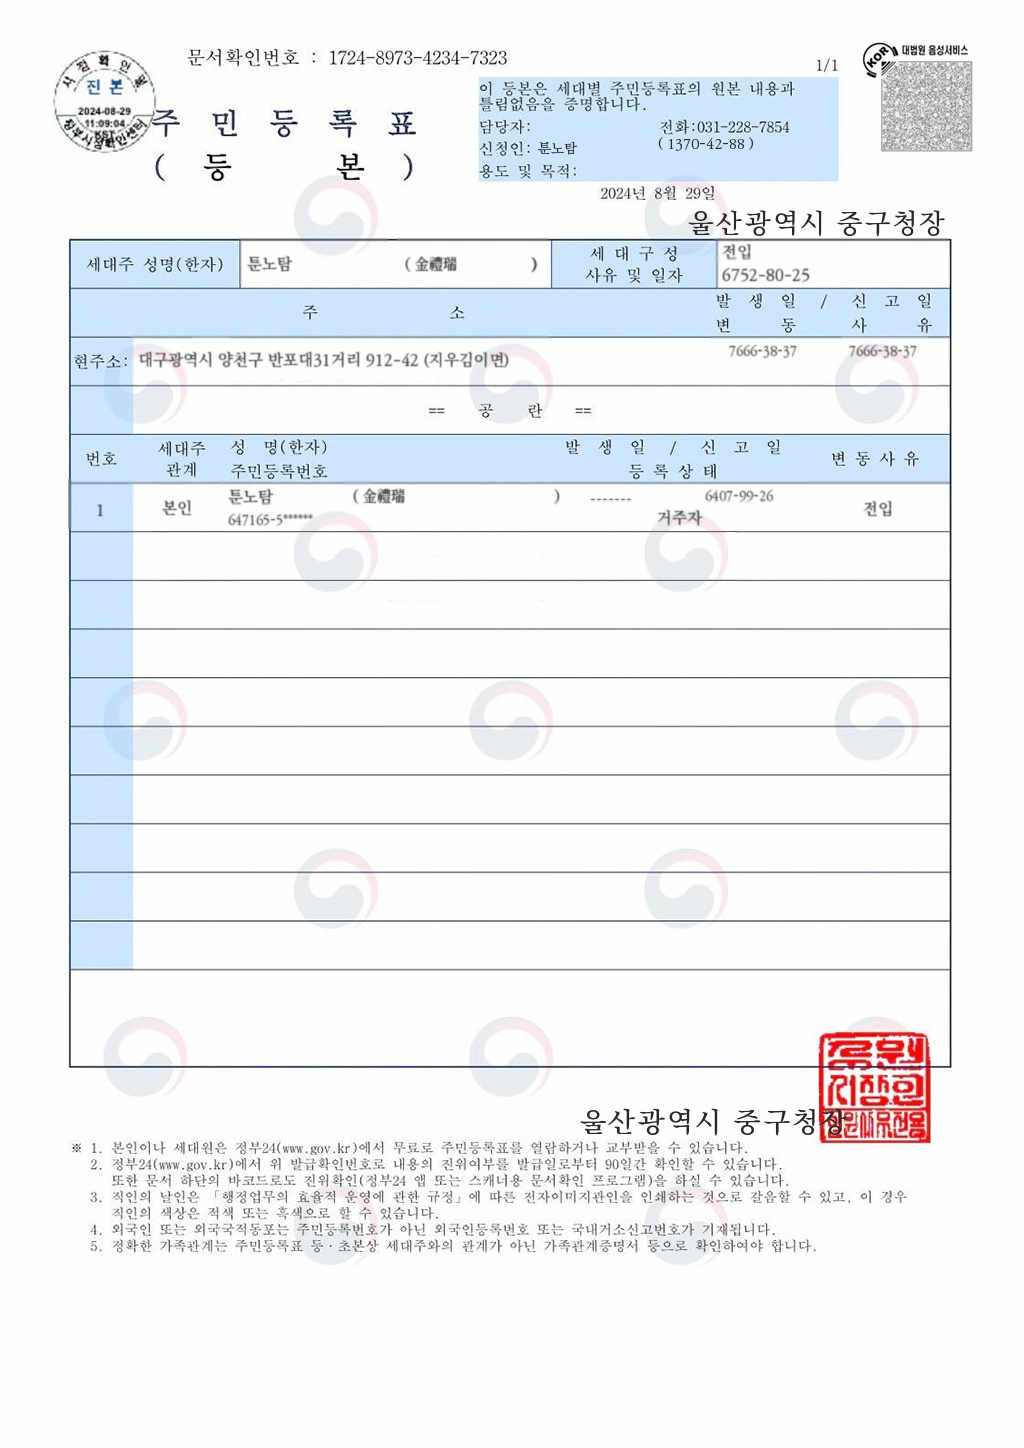 문서확인번호 : 1724-8973-4234-7323
대법원 음성서비스
KOR
1/1
진 본
2024-08-29
11:09:04
KST
주 민 등 록 표
( 등 본 )
이 등본은 세대별 주민등록표의 원본 내용과
틀림없음을 증명합니다.
담당자: 전화:031-228-7854
신청인: 툰노탐 ( 1370-42-88 )
용도 및 목적:
2024년 8월 29일
울산광역시 중구청장
세대주 성명(한자) 툰노탐 ( 金禮瑞 ) 세 대 구 성 사유 및 일자 전입 6752-80-25
주 소 발 생 일 / 신 고 일
변 동 사 유
현주소: 대구광역시 양천구 반포대31거리 912-42 (지우김이면) 7666-38-37 7666-38-37
== 공 란 ==
번호 세대주 관계 성 명(한자) 주민등록번호 발 생 일 / 신 고 일 등 록 상 태 변 동 사 유
1 본인 툰노탐 ( 金禮瑞 ) ------- 6407-99-26 전입
647165-5****** 거주자
울산광역시 중구청장
※ 1. 본인이나 세대원은 정부24(www.gov.kr)에서 무료로 주민등록표를 열람하거나 교부받을 수 있습니다.
2. 정부24(www.gov.kr)에서 위 발급확인번호로 내용의 진위여부를 발급일로부터 90일간 확인할 수 있습니다.
또한 문서 하단의 바코드로도 진위확인(정부24 앱 또는 스캐너용 문서확인 프로그램)을 하실 수 있습니다.
3. 직인의 날인은 「행정업무의 효율적 운영에 관한 규정」에 따른 전자이미지관인을 인쇄하는 것으로 갈음할 수 있고, 이 경우
직인의 색상은 적색 또는 흑색으로 할 수 있습니다.
4. 외국인 또는 외국국적동포는 주민등록번호가 아닌 외국인등록번호 또는 국내거소신고번호가 기재됩니다.
5. 정확한 가족관계는 주민등록표 등·초본상 세대주와의 관계가 아닌 가족관계증명서 등으로 확인하여야 합니다.